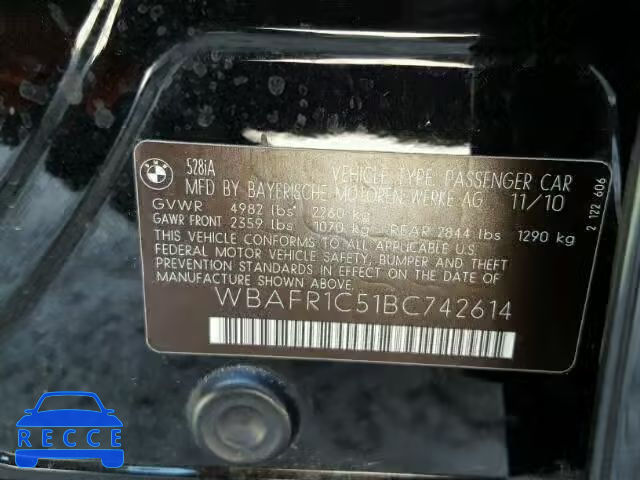 BMW
528iA VEHICLE TYPE PASSENGER CAR
MFD BY BAYERISCHE MOTOREN WERKE AG 11/10
GVWR 4982 lbs 2260 kg
GAWR FRONT 2359 lbs 1070 kg REAR 2844 lbs 1290 kg
THIS VEHICLE CONFORMS TO ALL APPLICABLE U.S.
FEDERAL MOTOR VEHICLE SAFETY, BUMPER AND THEFT
PREVENTION STANDARDS IN EFFECT ON THE DATE OF
MANUFACTURE SHOWN ABOVE.
WBAFR1C51BC742614
2 122 606
RECCE